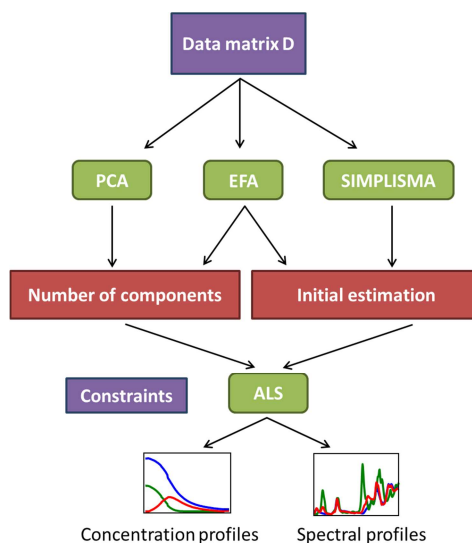 Data matrix D
PCA
EFA
SIMPLISMA
Number of components
Initial estimation
Constraints
ALS
Concentration profiles
Spectral profiles